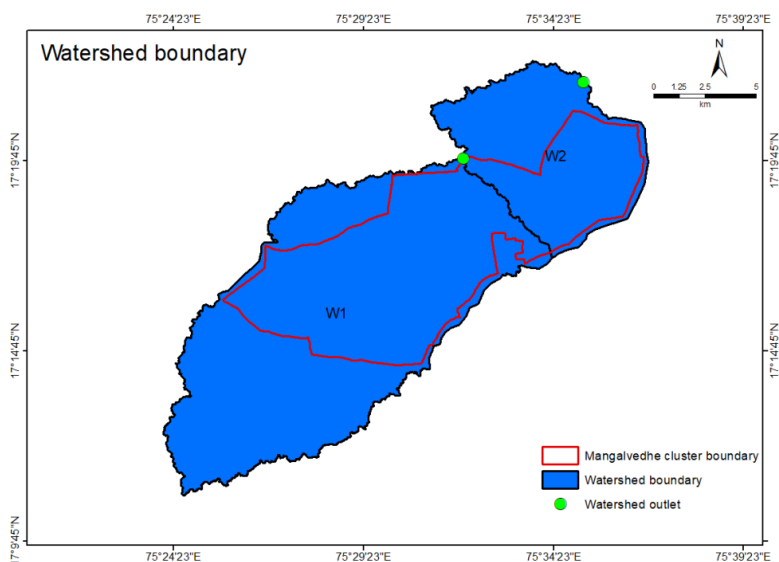 75°24'23"E 75°29'23"E 75°34'23"E 75°39'23"E
Watershed boundary
N
0 1.25 2.5 5
km
17°19'45"N 17°19'45"N
W2
W1
17°14'45"N 17°14'45"N
Mangalvedhe cluster boundary
Watershed boundary
Watershed outlet
17°9'45"N 17°9'45"N
75°24'23"E 75°29'23"E 75°34'23"E 75°39'23"E